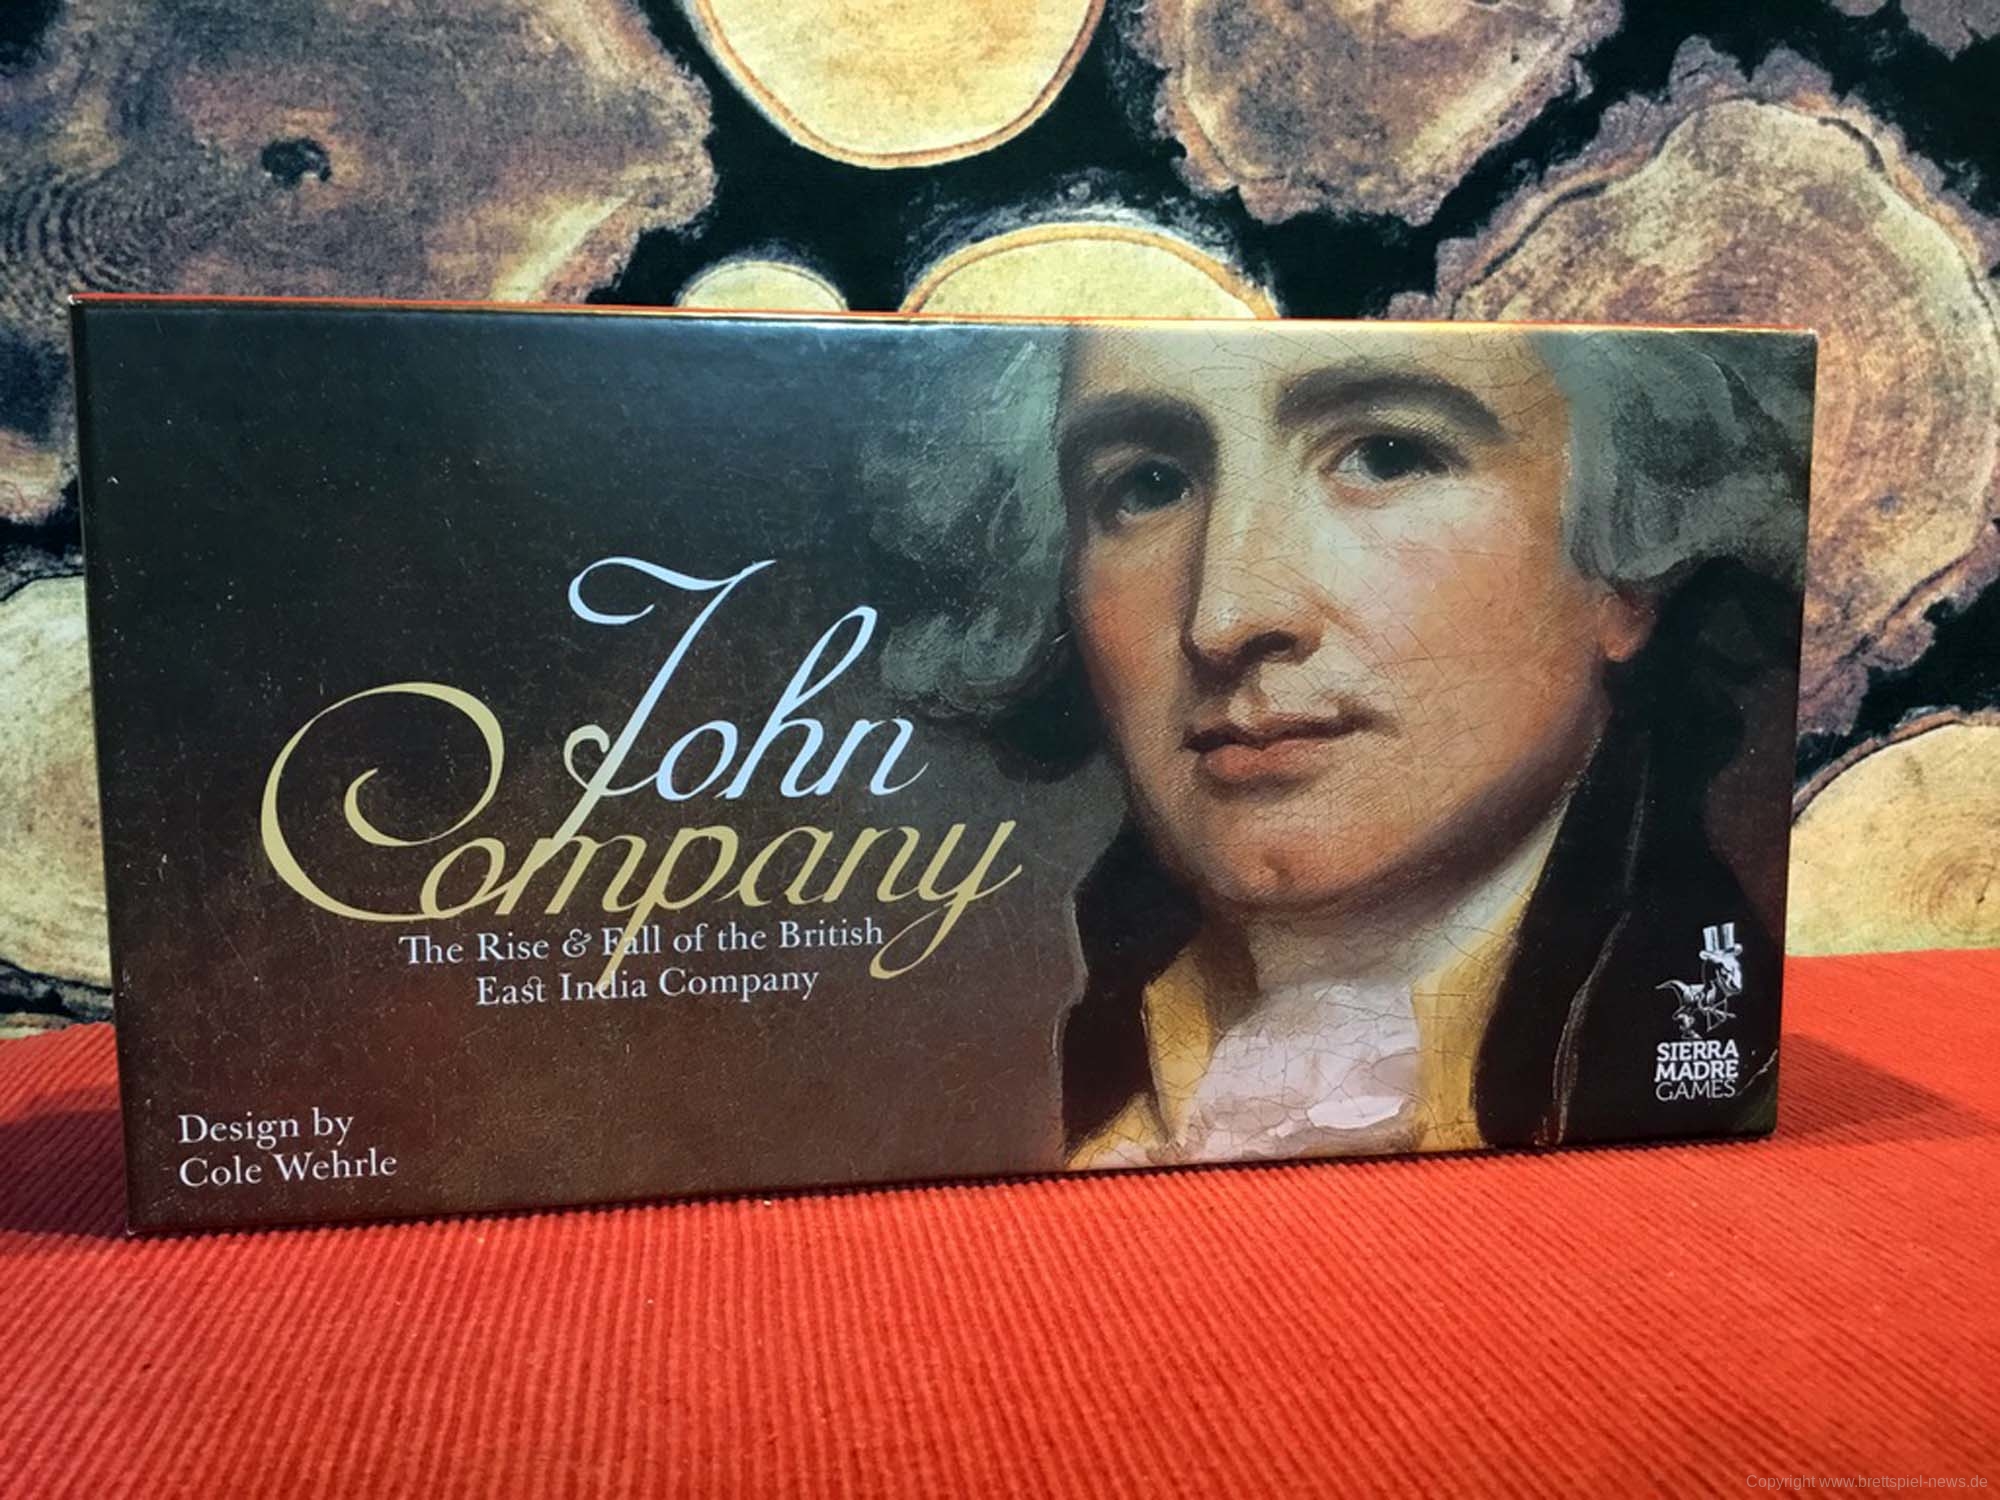 John
Company
The Rise & Fall of the British
East India Company
Design by
Cole Wehrle
SIERRA
MADRE
GAMES
Copyright www.brettspiel-news.de